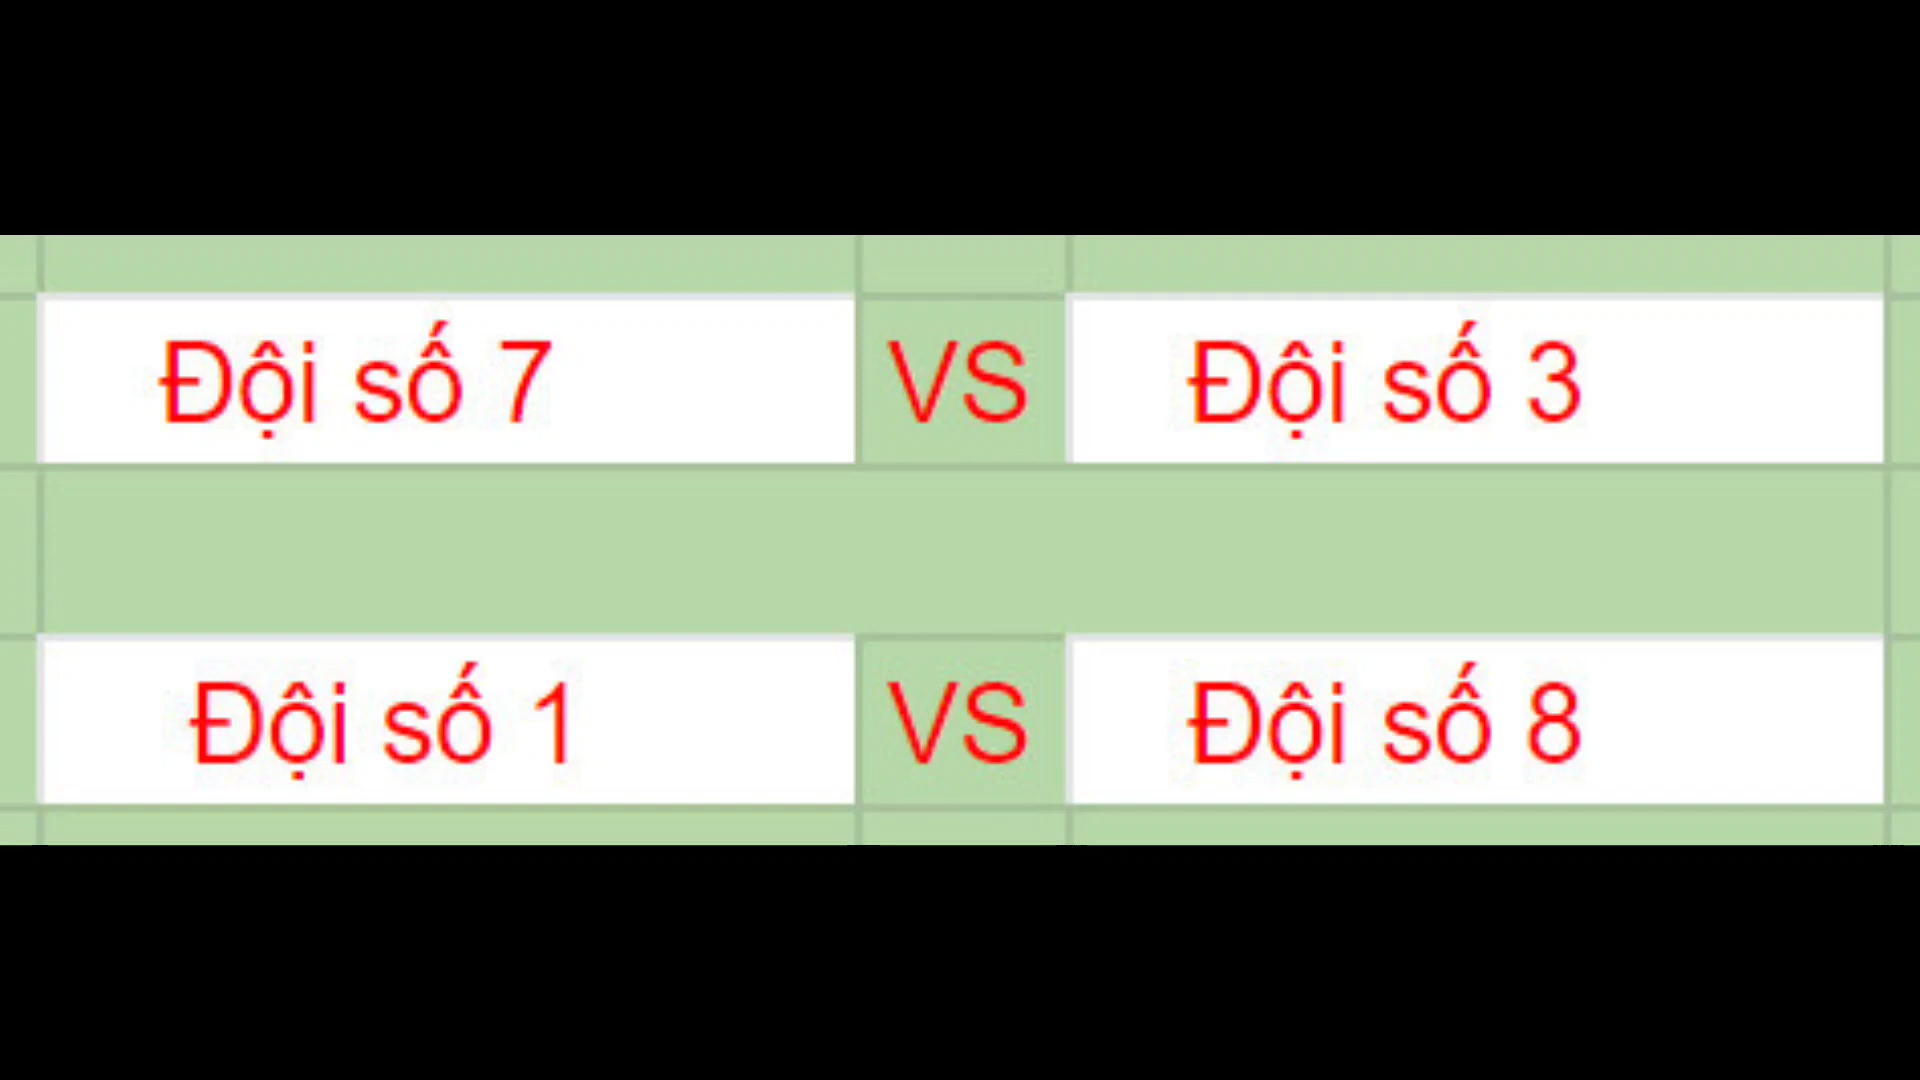 Đội số 7 VS Đội số 3
Đội số 1 VS Đội số 8